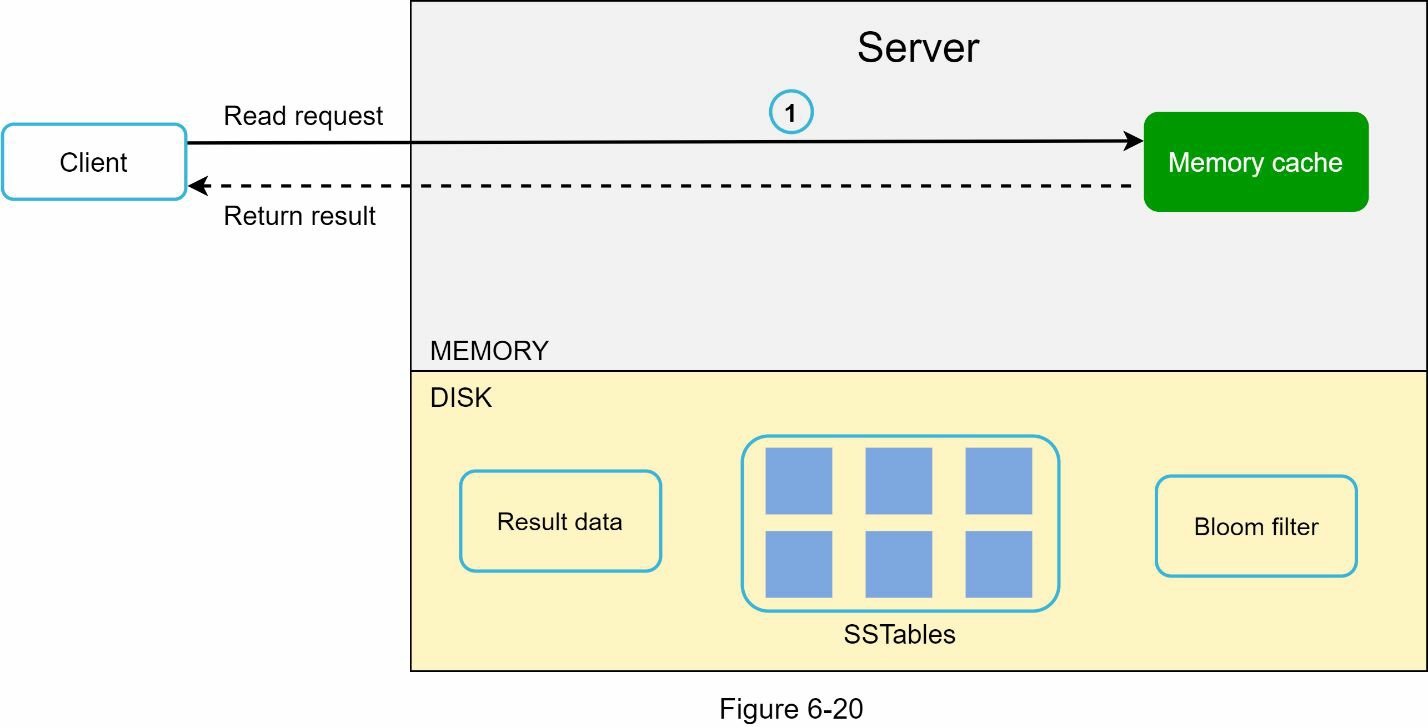 Server
Read request
1
Client
Memory cache
Return result
MEMORY
DISK
Result data
Bloom filter
SSTables
Figure 6-20